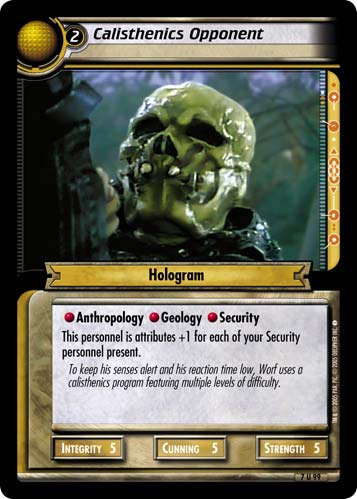 2 Calisthenics Opponent
Hologram
Anthropology Geology Security
This personnel is attributes +1 for each of your Security
personnel present.
To keep his senses alert and his reaction time low, Worf uses a
calisthenics program featuring multiple levels of difficulty.
INTEGRITY 5 CUNNING 5 STRENGTH 5
7 U 99